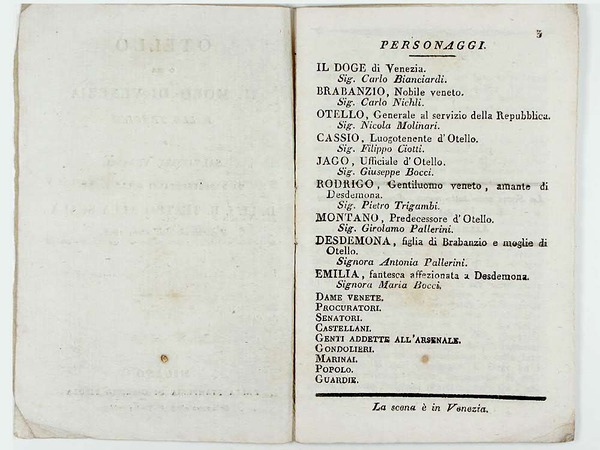 OTELLO
3
PERSONAGGI.
IL DOGE di Venezia.
Sig. Carlo Bianciardi.
BRABANZIO, Nobile veneto.
Sig. Carlo Nichli.
OTELLO, Generale al servizio della Repubblica.
Sig. Nicola Molinari.
CASSIO, Luogotenente d'Otello.
Sig. Filippo Ciotti.
JAGO, Uffiziale d'Otello.
Sig. Giuseppe Bocci.
RODRIGO, Gentiluomo veneto, amante di
Desdemona.
Sig. Pietro Trigambi.
MONTANO, Predecessore d'Otello.
Sig. Girolamo Pallerini.
DESDEMONA, figlia di Brabanzio e moglie di
Otello.
Signora Antonia Pallerini.
EMILIA, fantesca affezionata a Desdemona.
Signora Maria Bocci.
DAME VENETE.
PROCURATORI.
SENATORI.
CASTELLANI.
GENTI ADDETTE ALL'ARSENALE.
GONDOLIERI.
MARINAI.
POPOLO.
GUARDIE.
La scena è in Venezia.